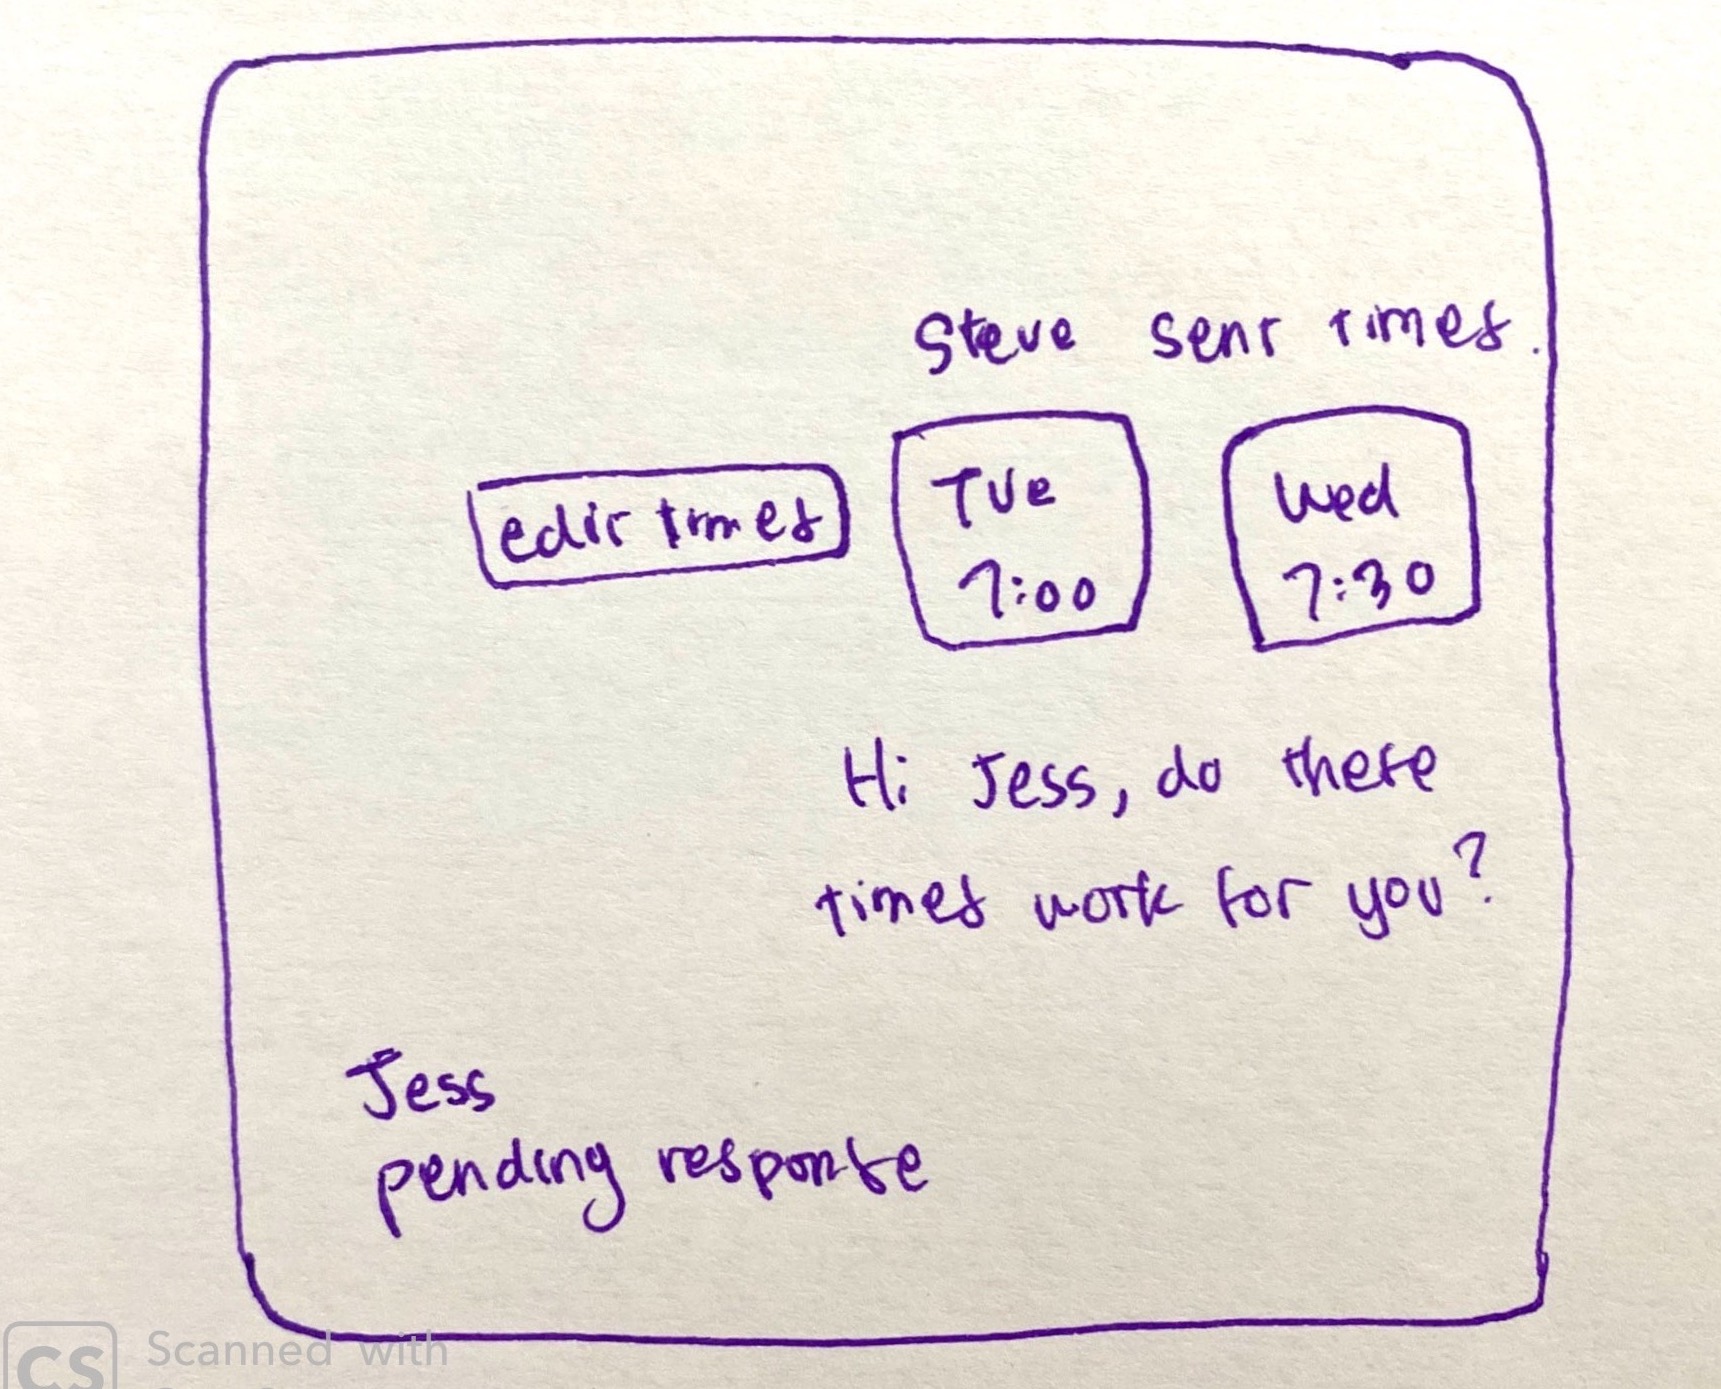 Steve sent times.
edit times
Tue
7:00
Wed
7:30
Hi Jess, do these
times work for you?
Jess
pending response
CS
Scanned with